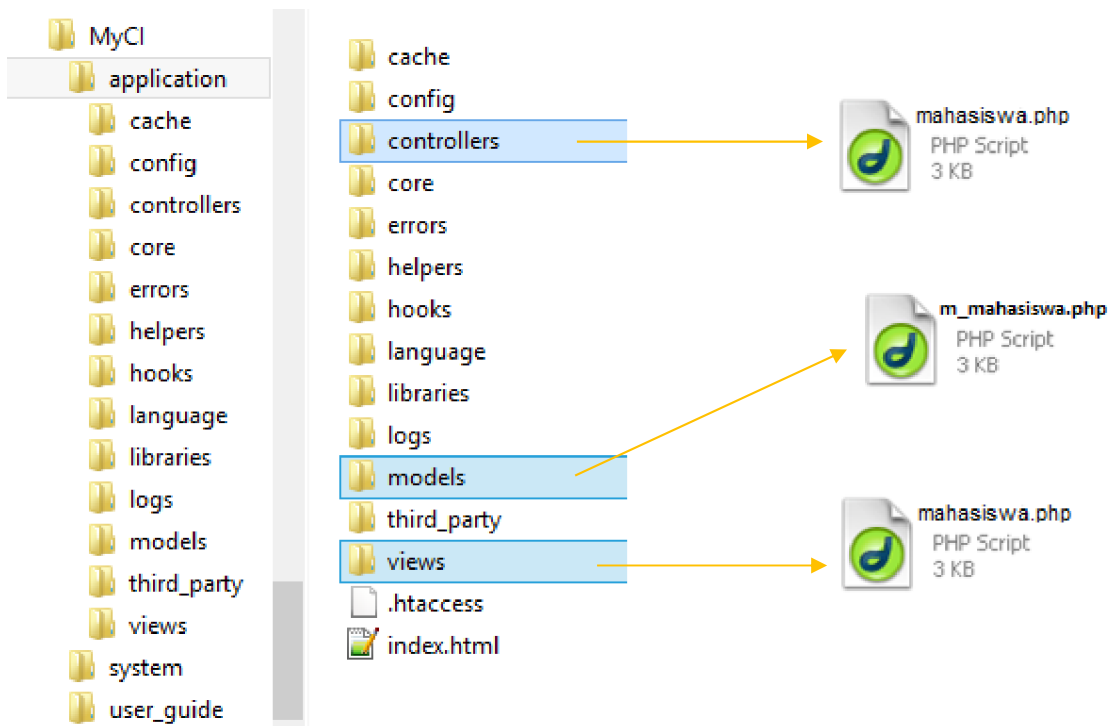 MyCI
application
cache
config
controllers
core
errors
helpers
hooks
language
libraries
logs
models
third_party
views
system
user_guide
cache
config
controllers
core
errors
helpers
hooks
language
libraries
logs
models
third_party
views
.htaccess
index.html
mahasiswa.php
PHP Script
3 KB
m_mahasiswa.php
PHP Script
3 KB
mahasiswa.php
PHP Script
3 KB